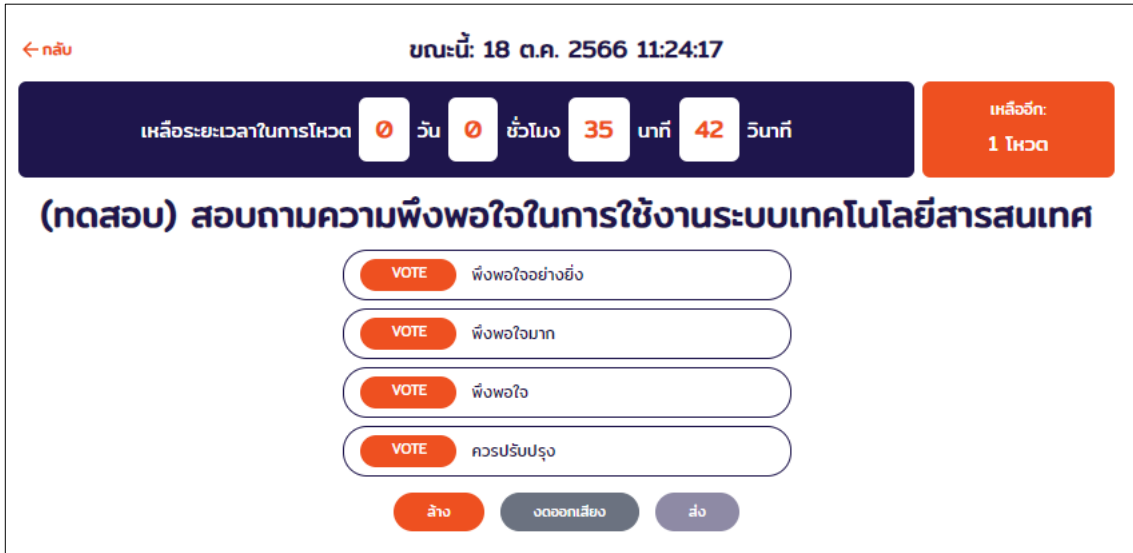 ← กลับ
ขณะนี้: 18 ต.ค. 2566 11:24:17
เหลือระยะเวลาในการโหวต 0 วัน 0 ชั่วโมง 35 นาที 42 วินาที
เหลืออีก:
1 โหวต
(ทดสอบ) สอบถามความพึงพอใจในการใช้งานระบบเทคโนโลยีสารสนเทศ
VOTE พึงพอใจอย่างยิ่ง
VOTE พึงพอใจมาก
VOTE พึงพอใจ
VOTE ควรปรับปรุง
ล้าง งดออกเสียง ส่ง